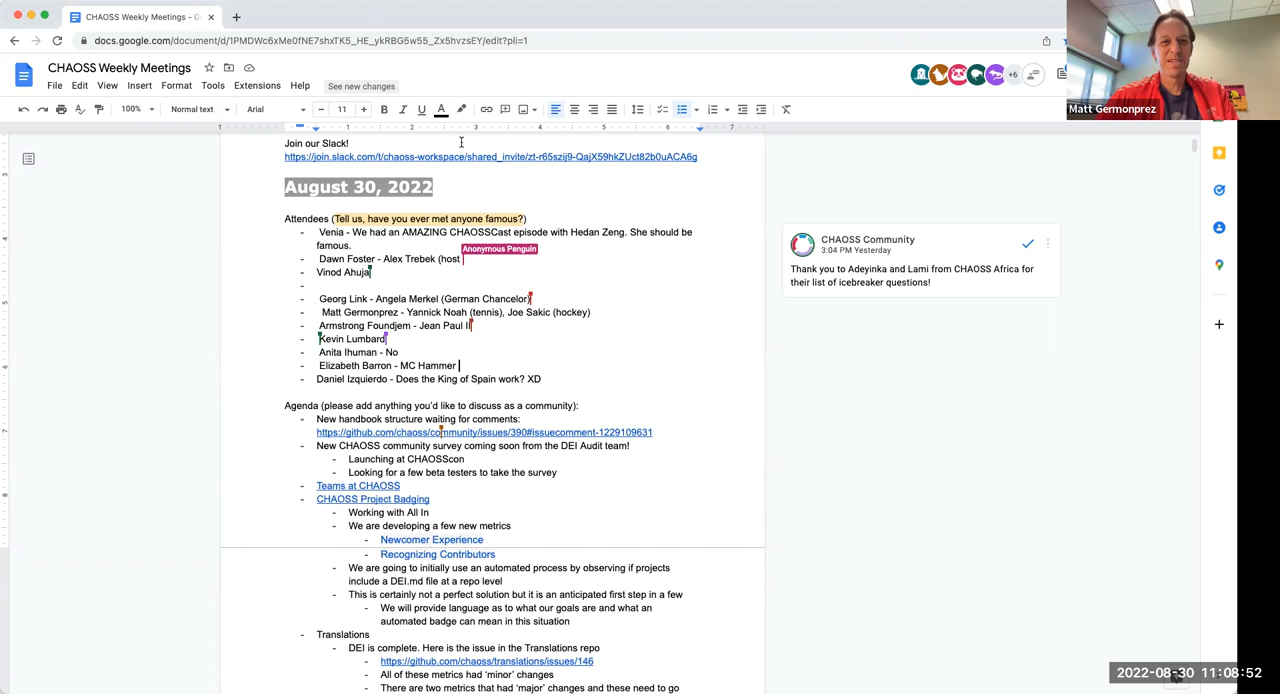 CHAOSS Weekly Meetings - G
docs.google.com/document/d/1PMDWc6xMe0fNE7shxTK5_HE_ykRBG5w55_Zx5hvzsEY/edit?pli=1
CHAOSS Weekly Meetings
+6
File Edit View Insert Format Tools Extensions Help See new changes
100% Normal text Arial 11
Matt Germonprez
Join our Slack!
https://join.slack.com/t/chaoss-workspace/shared_invite/zt-r65szij9-QajX59hkZUct82b0uACA6g
August 30, 2022
Attendees (Tell us, have you ever met anyone famous?)
- Venia - We had an AMAZING CHAOSSCast episode with Hedan Zeng. She should be
famous.
Anonymous Penguin
- Dawn Foster - Alex Trebek (host
- Vinod Ahuja
-
- Georg Link - Angela Merkel (German Chancelor)
- Matt Germonprez - Yannick Noah (tennis), Joe Sakic (hockey)
- Armstrong Foundjem - Jean Paul II
- Kevin Lumbard
- Anita Ihuman - No
- Elizabeth Barron - MC Hammer
- Daniel Izquierdo - Does the King of Spain work? XD
CHAOSS Community
3:04 PM Yesterday
Thank you to Adeyinka and Lami from CHAOSS Africa for
their list of icebreaker questions!
Agenda (please add anything you'd like to discuss as a community):
- New handbook structure waiting for comments:
https://github.com/chaoss/community/issues/390#issuecomment-1229109631
- New CHAOSS community survey coming soon from the DEI Audit team!
- Launching at CHAOSScon
- Looking for a few beta testers to take the survey
- Teams at CHAOSS
- CHAOSS Project Badging
- Working with All In
- We are developing a few new metrics
- Newcomer Experience
- Recognizing Contributors
- We are going to initially use an automated process by observing if projects
include a DEI.md file at a repo level
- This is certainly not a perfect solution but it is an anticipated first step in a few
- We will provide language as to what our goals are and what an
automated badge can mean in this situation
- Translations
- DEI is complete. Here is the issue in the Translations repo
- https://github.com/chaoss/translations/issues/146
- All of these metrics had 'minor' changes
- There are two metrics that had 'major' changes and these need to go
2022-08-30 11:08:52